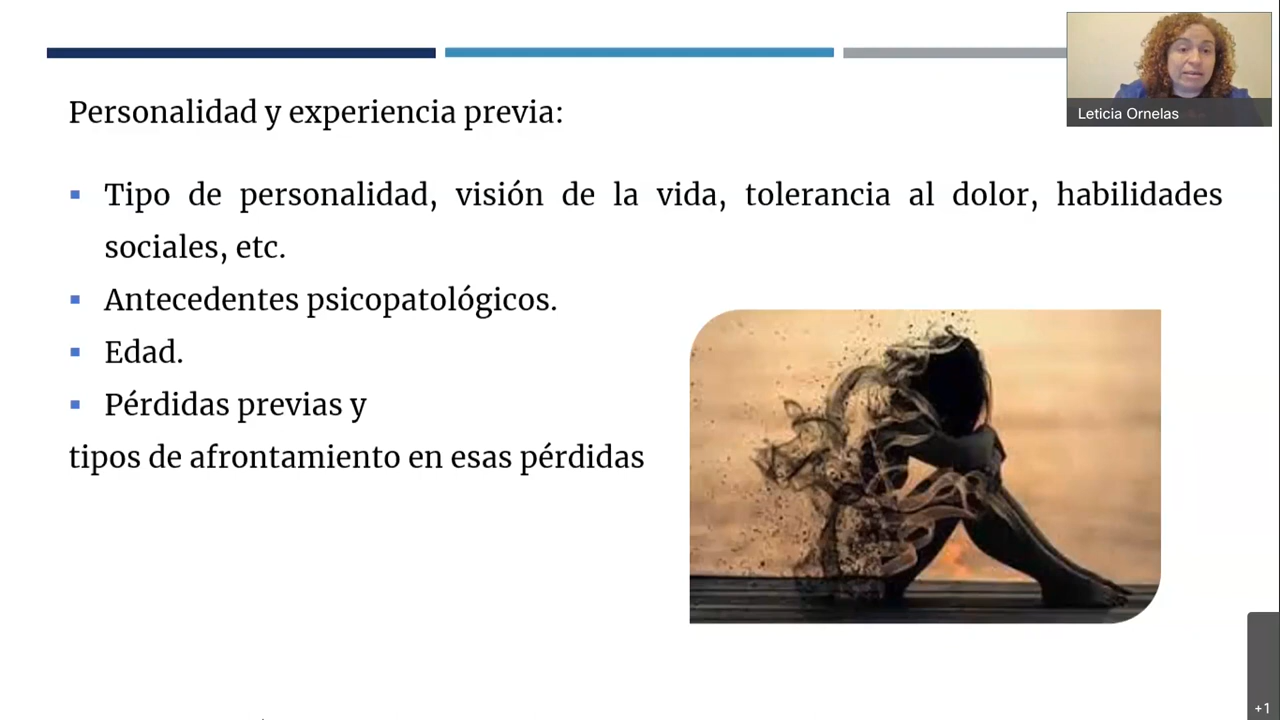 Personalidad y experiencia previa:
Leticia Ornelas
Tipo de personalidad, visión de la vida, tolerancia al dolor, habilidades
sociales, etc.
Antecedentes psicopatológicos.
Edad.
Pérdidas previas y
tipos de afrontamiento en esas pérdidas
+1